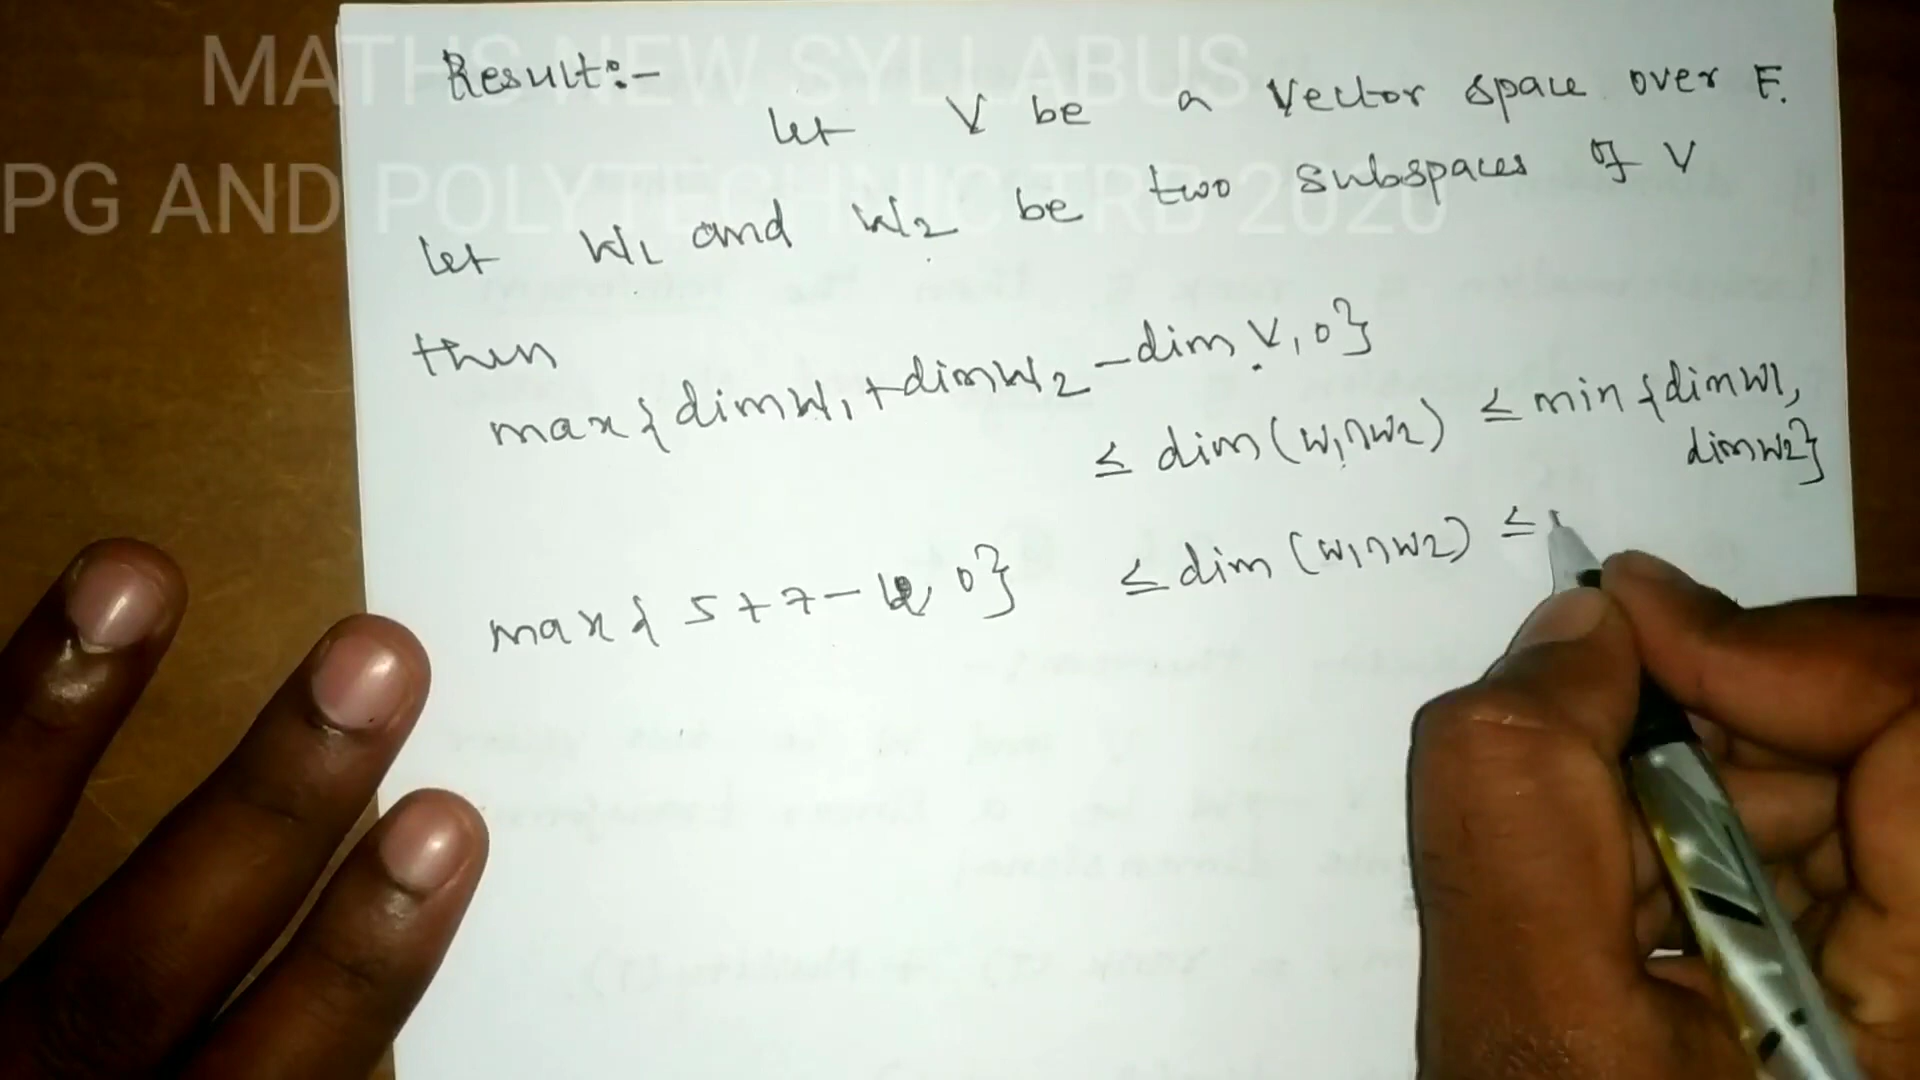 MATHS NEW SYLLABUS
PG AND POLYTECHNIC TRB 2020
Result:-
let V be a Vector space over F.
let W1 and W2 be two subspaces of V
then
max{dimW1+dimW2-dimV,0}
≤ dim(W1∩W2) ≤ min{dimW1,
dimW2}
max{5+7- , 0} ≤ dim(W1∩W2) ≤